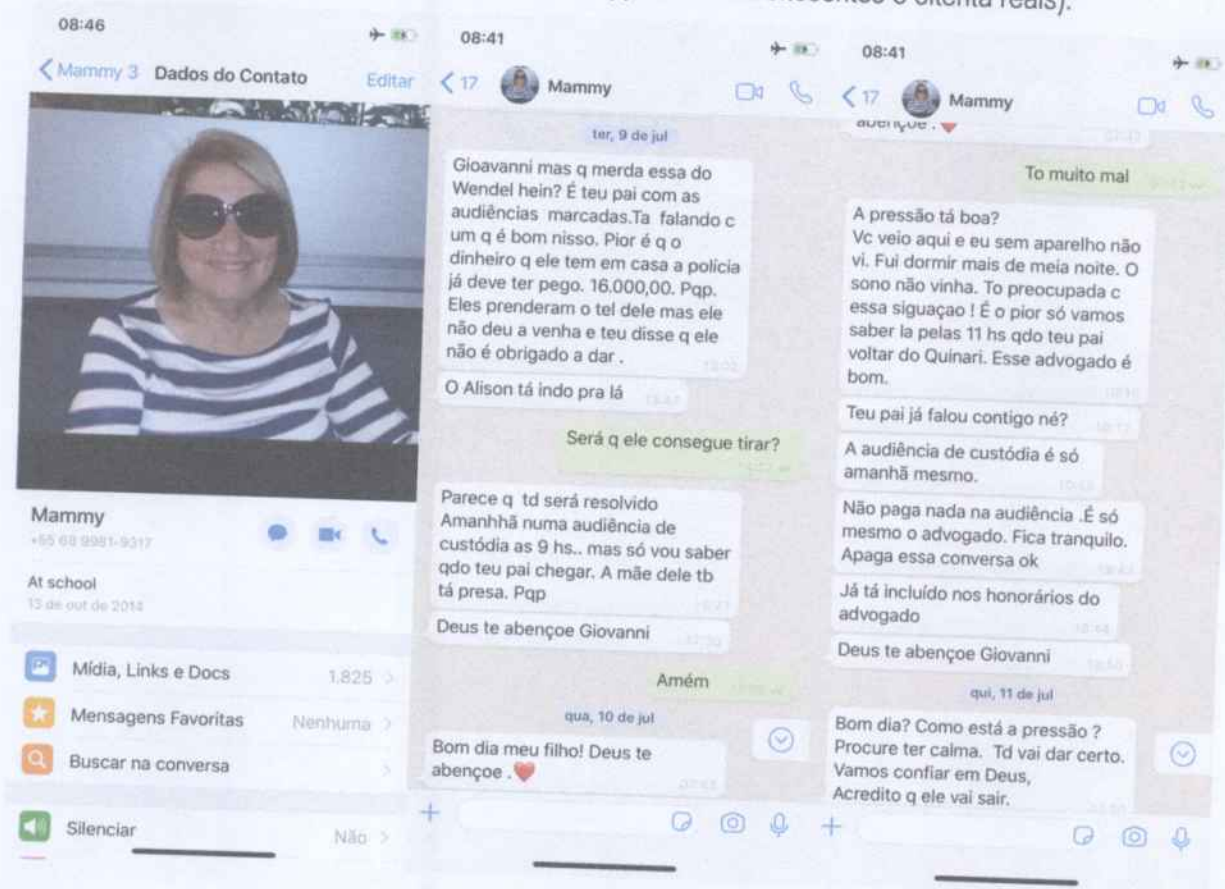 reais).
08:46
Mammy 3 Dados do Contato Editar
Mammy
+55 68 9981-9317
At school
13 de out de 2014
Mídia, Links e Docs 1.825
Mensagens Favoritas Nenhuma
Buscar na conversa
Silenciar Não
08:41
17 Mammy
ter, 9 de jul
Gioavanni mas q merda essa do
Wendel hein? É teu pai com as
audiências marcadas.Ta falando c
um q é bom nisso. Pior é q o
dinheiro q ele tem em casa a polícia
já deve ter pego. 16.000,00. Pqp.
Eles prenderam o tel dele mas ele
não deu a venha e teu disse q ele
não é obrigado a dar .
O Alison tá indo pra lá
Será q ele consegue tirar?
Parece q td será resolvido
Amanhhã numa audiência de
custódia as 9 hs.. mas só vou saber
qdo teu pai chegar. A mãe dele tb
tá presa. Pqp
Deus te abençoe Giovanni
Amém
qua, 10 de jul
Bom dia meu filho! Deus te
abençoe .
08:41
17 Mammy
abençoe .
To muito mal
A pressão tá boa?
Vc veio aqui e eu sem aparelho não
vi. Fui dormir mais de meia noite. O
sono não vinha. To preocupada c
essa siguaçao ! É o pior só vamos
saber la pelas 11 hs qdo teu pai
voltar do Quinari. Esse advogado é
bom.
Teu pai já falou contigo né?
A audiência de custódia é só
amanhã mesmo.
Não paga nada na audiência .É só
mesmo o advogado. Fica tranquilo.
Apaga essa conversa ok
Já tá incluído nos honorários do
advogado
Deus te abençoe Giovanni
qui, 11 de jul
Bom dia? Como está a pressão ?
Procure ter calma. Td vai dar certo.
Vamos confiar em Deus,
Acredito q ele vai sair.